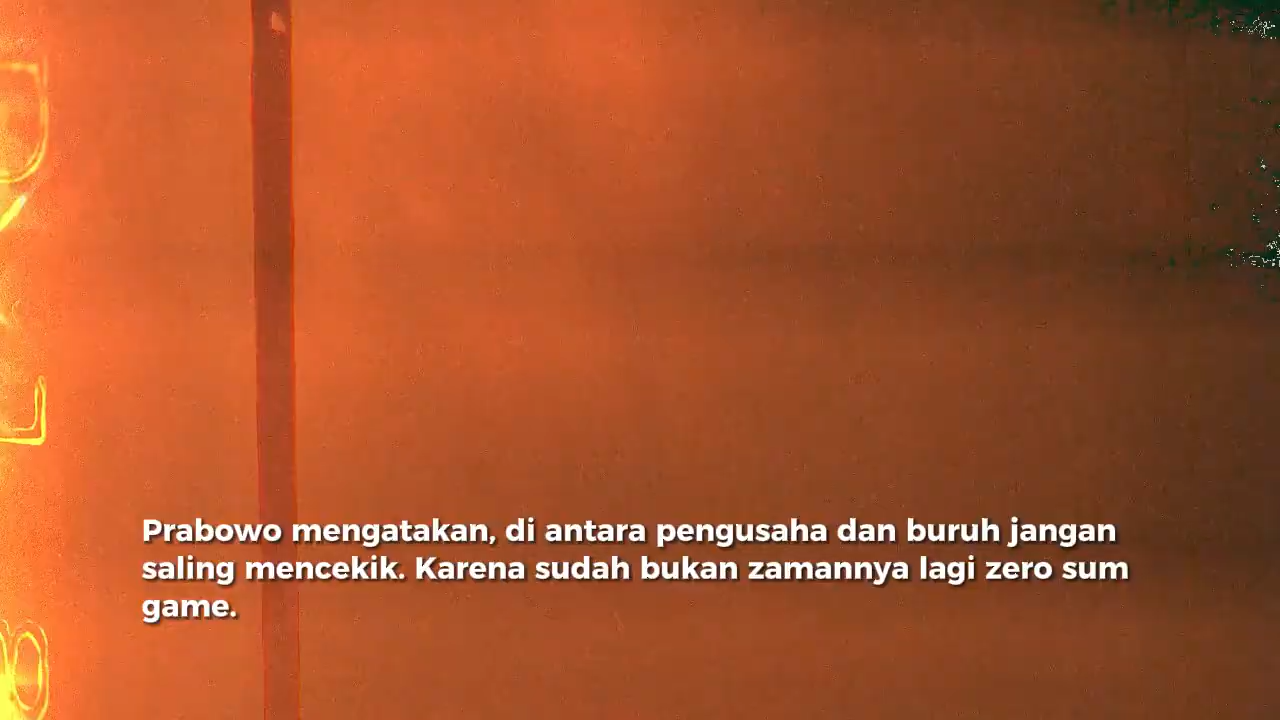 Prabowo mengatakan, di antara pengusaha dan buruh jangan
saling mencekik. Karena sudah bukan zamannya lagi zero sum
game.